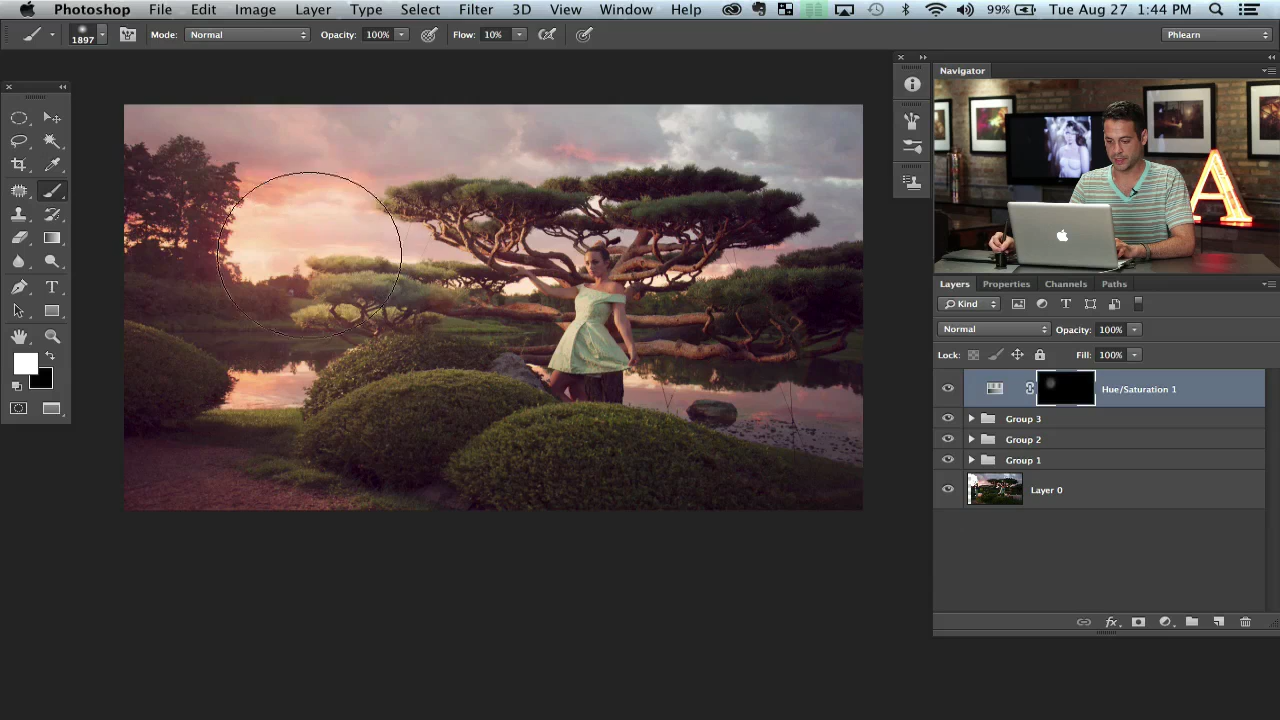 Photoshop File Edit Image Layer Type Select Filter 3D View Window Help 99% Tue Aug 27 1:44 PM
1897 Mode: Normal Opacity: 100% Flow: 10% Phlearn
Navigator
A
Layers Properties Channels Paths
Kind T
Normal Opacity: 100%
Lock: Fill: 100%
Hue/Saturation 1
Group 3
Group 2
Group 1
Layer 0
fx